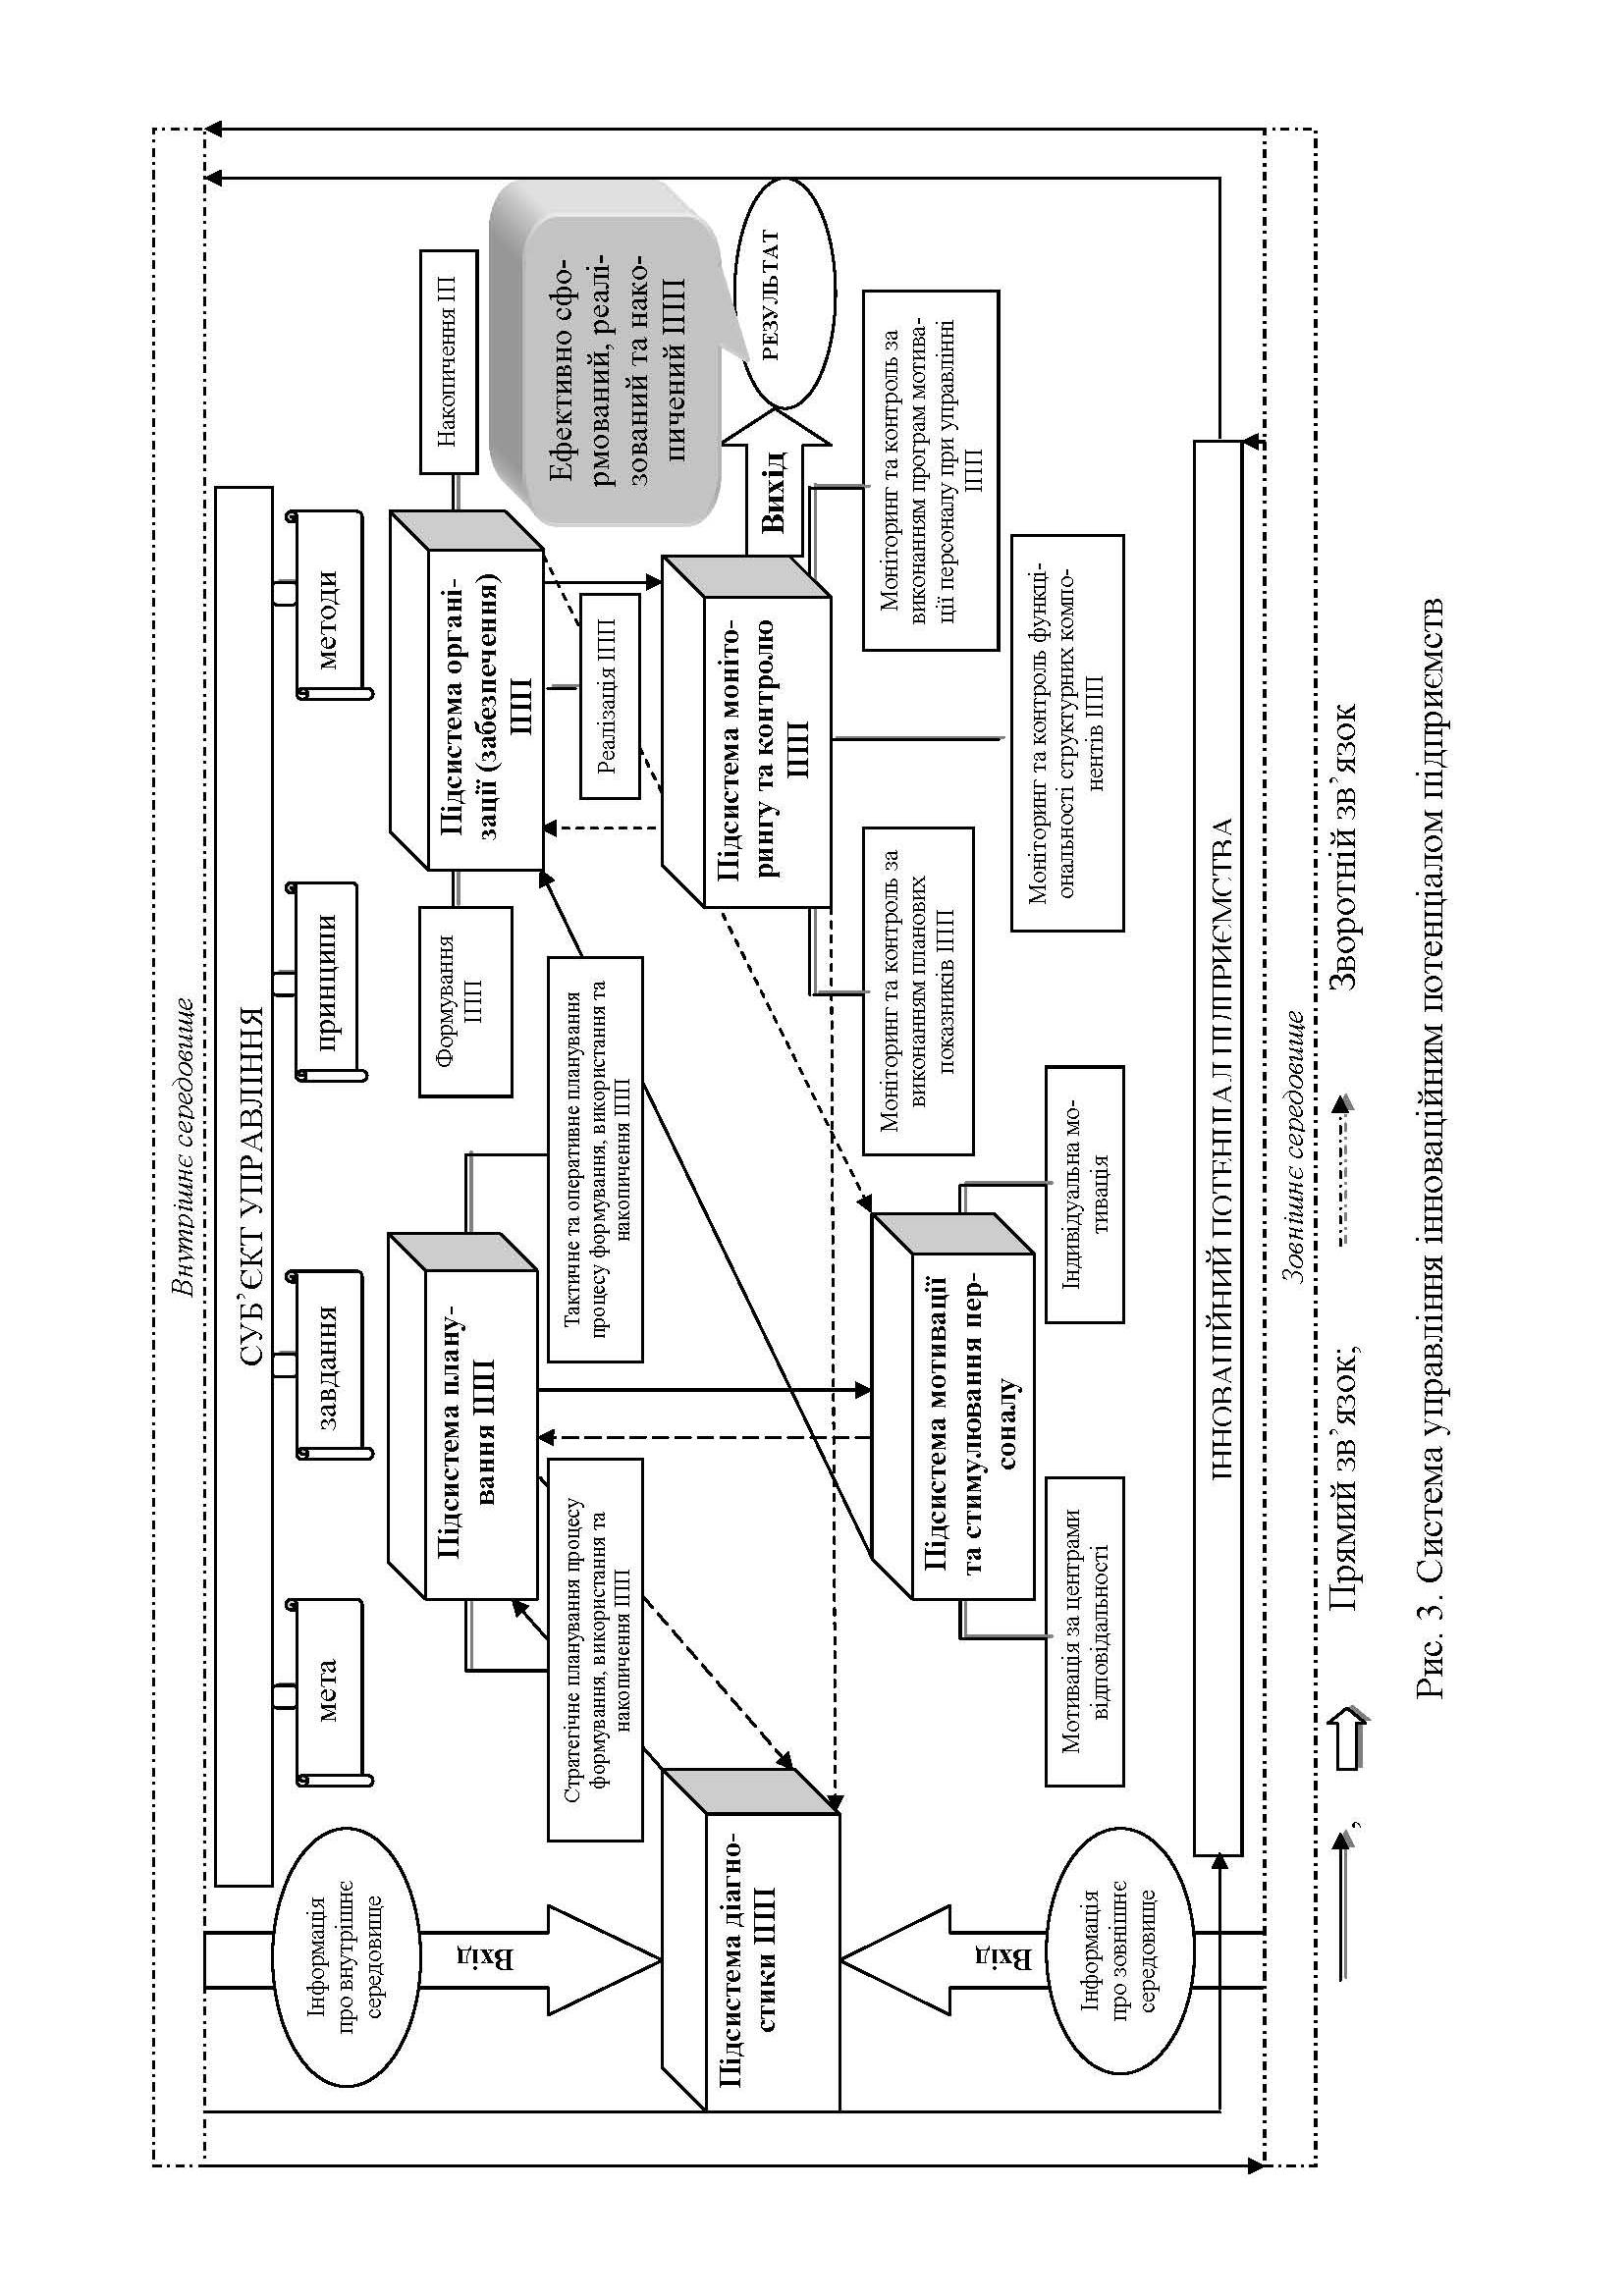 Внутрішнє середовище
СУБ’ЄКТ УПРАВЛІННЯ
мета
завдання
принципи
методи
Інформація
про внутрішнє
середовище
Вхід
Підсистема плану-
вання ІПП
Стратегічне планування процесу
формування, використання та
накопичення ІПП
Тактичне та оперативне планування
процесу формування, використання та
накопичення ІПП
Формування
ІПП
Підсистема органі-
зації (забезпечення)
ІПП
Накопичення ІП
Реалізація ІПП
Ефективно сфо-
рмований, реалі-
зований та нако-
пичений ІПП
Підсистема діагно-
стики ІПП
Підсистема моніто-
рингу та контролю
ІПП
Вихід
РЕЗУЛЬТАТ
Моніторинг та контроль за
виконанням планових
показників ІПП
Моніторинг та контроль за
виконанням програм мотива-
ції персоналу при управлінні
ІПП
Моніторинг та контроль функці-
ональності структурних компо-
нентів ІПП
Підсистема мотивації
та стимулювання пер-
соналу
Мотивація за центрами
відповідальності
Індивідуальна мо-
тивація
Вхід
Інформація
про зовнішнє
середовище
ІННОВАЦІЙНИЙ ПОТЕНЦІАЛ ПІДПРИЄМСТВА
Зовнішнє середовище
, Прямий зв’язок; Зворотній зв’язок
Рис. 3. Система управління інноваційним потенціалом підприємств